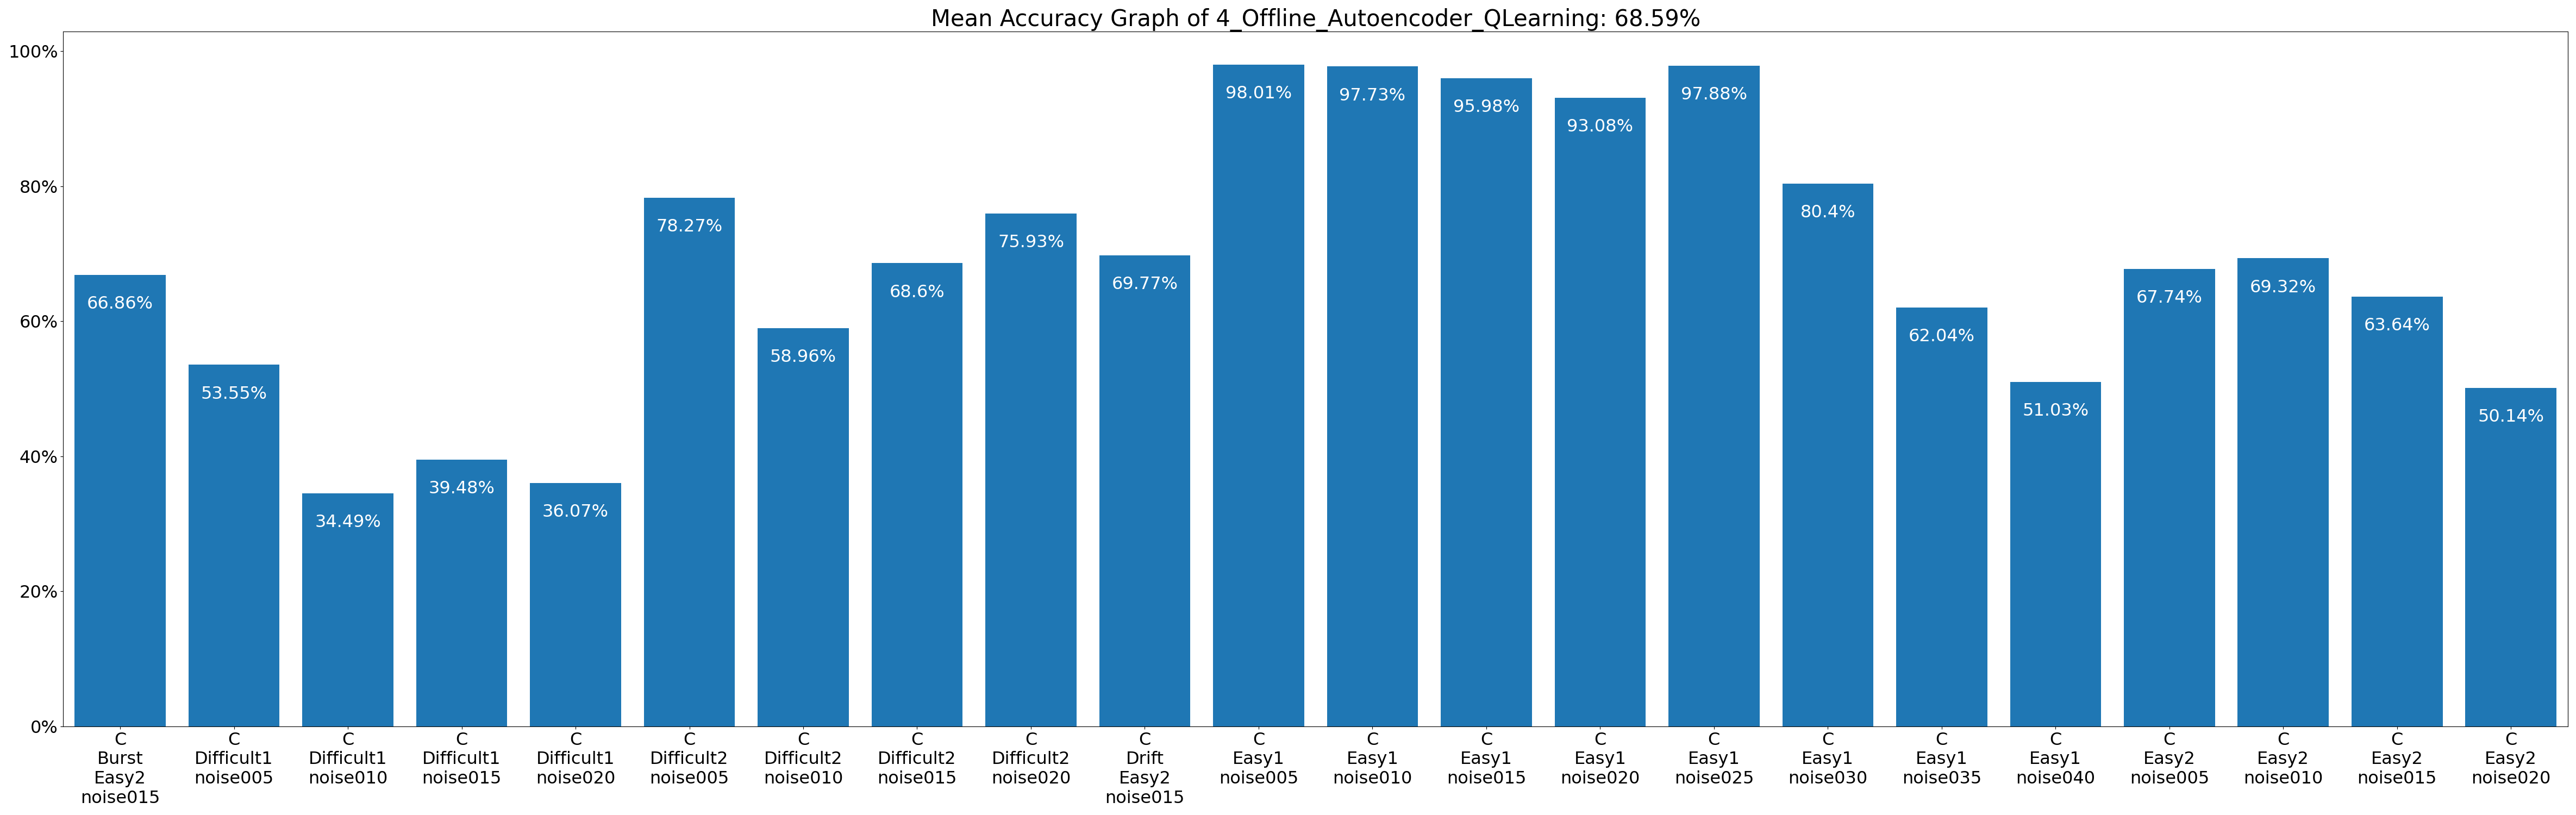 Mean Accuracy Graph of 4_Offline_Autoencoder_QLearning: 68.59%
100%
80%
60%
40%
20%
0%
66.86%
53.55%
34.49%
39.48%
36.07%
78.27%
58.96%
68.6%
75.93%
69.77%
98.01%
97.73%
95.98%
93.08%
97.88%
80.4%
62.04%
51.03%
67.74%
69.32%
63.64%
50.14%
C
Burst
Easy2
noise015
C
Difficult1
noise005
C
Difficult1
noise010
C
Difficult1
noise015
C
Difficult1
noise020
C
Difficult2
noise005
C
Difficult2
noise010
C
Difficult2
noise015
C
Difficult2
noise020
C
Drift
Easy2
noise015
C
Easy1
noise005
C
Easy1
noise010
C
Easy1
noise015
C
Easy1
noise020
C
Easy1
noise025
C
Easy1
noise030
C
Easy1
noise035
C
Easy1
noise040
C
Easy2
noise005
C
Easy2
noise010
C
Easy2
noise015
C
Easy2
noise020